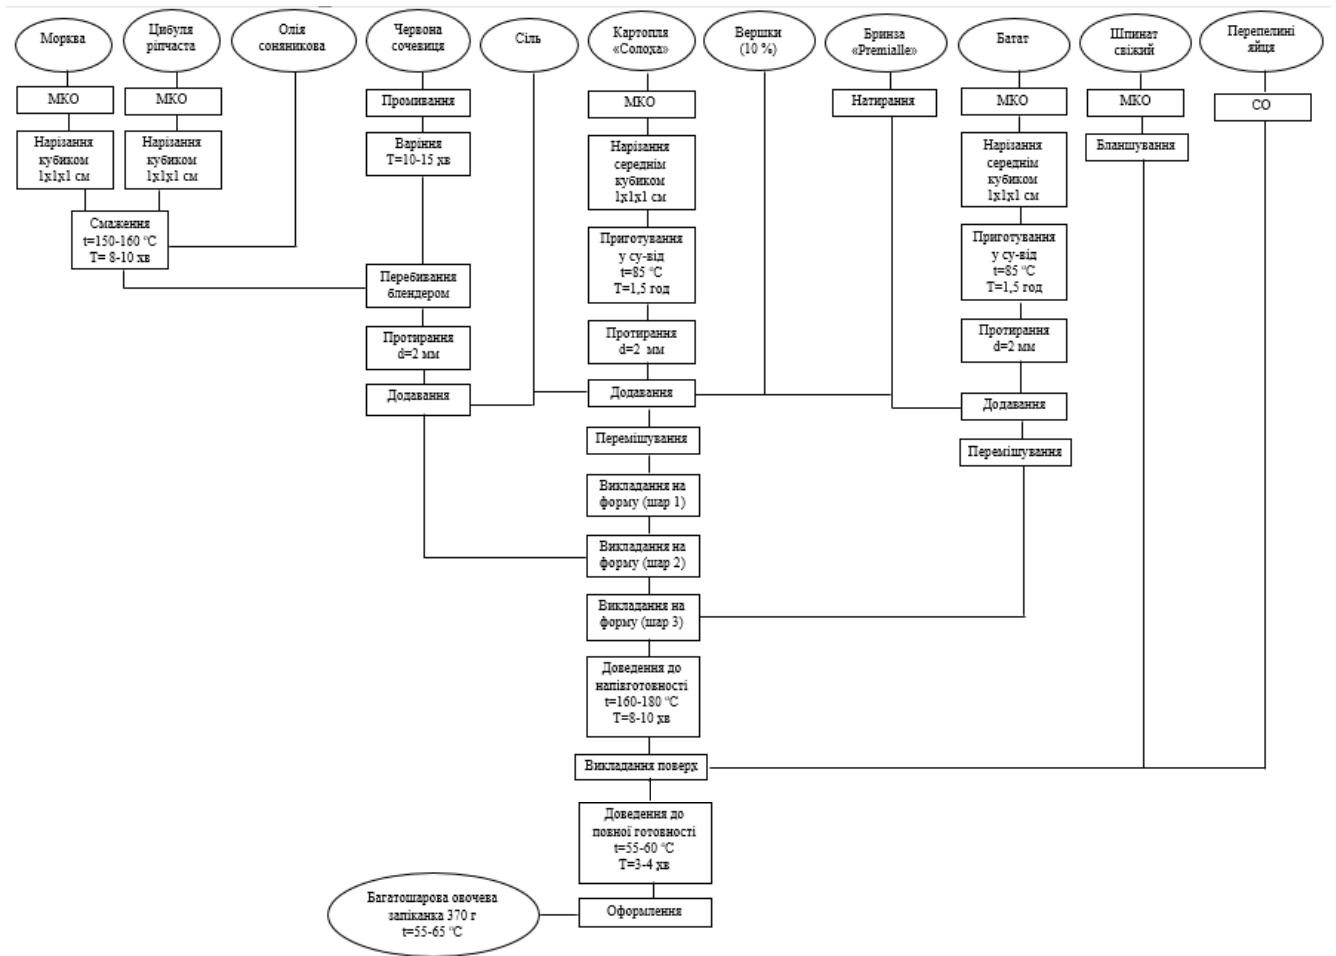 Морква
Цибуля
ріпчаста
Олія
соняникова
Червона
сочевиця
Сіль
Картопля
«Солоха»
Вершки
(10 %)
Бринза
«Premialle»
Батат
Шпинат
свіжий
Перепелині
яйця
МКО
МКО
Промивання
МКО
Натирання
МКО
МКО
СО
Нарізання
кубиком
1х1х1 см
Нарізання
кубиком
1х1х1 см
Варіння
Т=10-15 хв
Нарізання
середнім
кубиком
1х1х1 см
Нарізання
середнім
кубиком
1х1х1 см
Бланшування
Смаження
t=150-160 °С
Т= 8-10 хв
Приготування
у су-від
t=85 °С
Т=1,5 год
Приготування
у су-від
t=85 °С
Т=1,5 год
Перебивання
блендером
Протирання
d=2 мм
Протирання
d=2 мм
Протирання
d=2 мм
Додавання
Додавання
Додавання
Перемішування
Перемішування
Викладання на
форму (шар 1)
Викладання на
форму (шар 2)
Викладання на
форму (шар 3)
Доведення до
напівготовності
t=160-180 °С
Т=8-10 хв
Викладання поверх
Доведення до
повної готовності
t=55-60 °С
Т=3-4 хв
Багатошарова овочева
запіканка 370 г
t=55-65 °С
Оформлення